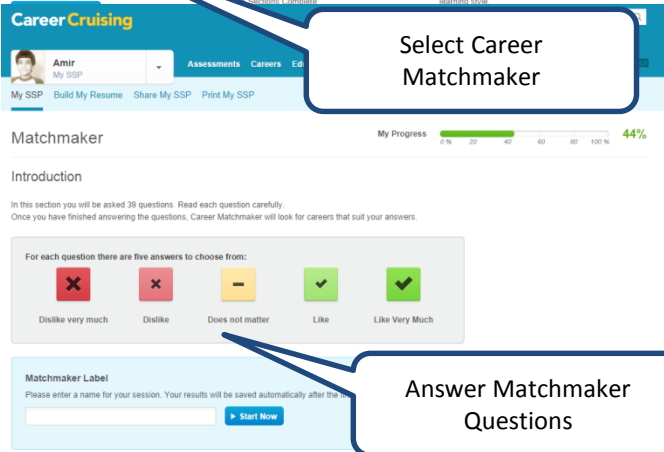 Sections Complete
learning style
CareerCruising
Select Career
Matchmaker
Amir
My SSP
Assessments Careers
My SSP Build My Resume Share My SSP Print My SSP
Matchmaker
My Progress
0 % 20 40 60 80 100 %
44%
Introduction
In this section you will be asked 39 questions. Read each question carefully.
Once you have finished answering the questions, Career Matchmaker will look for careers that suit your answers.
For each question there are five answers to choose from:
Dislike very much Dislike Does not matter Like Like Very Much
Matchmaker Label
Please enter a name for your session. Your results will be saved automatically after the
Start Now
Answer Matchmaker
Questions